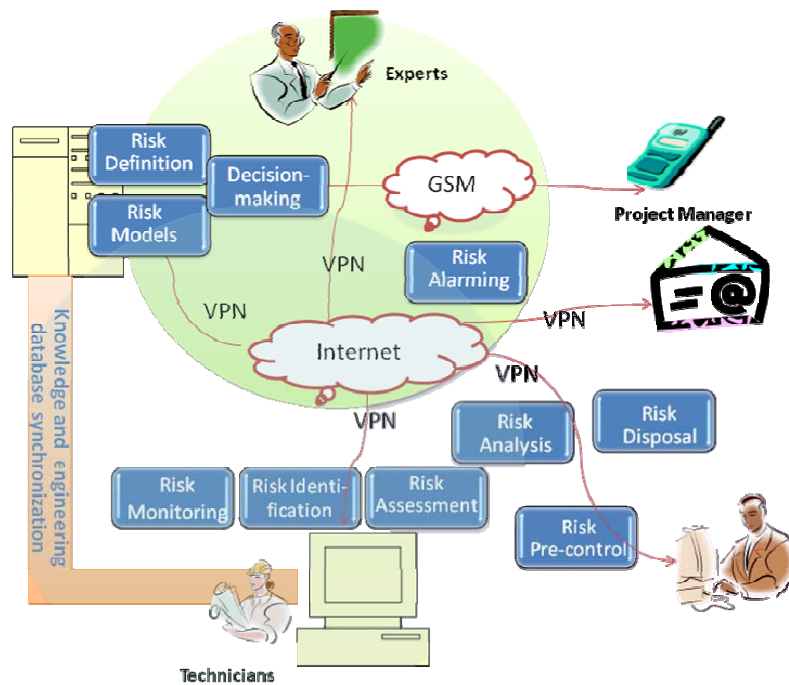 Experts
Risk
Definition
Decision-
making
Risk
Models
GSM
Project Manager
Risk
Alarming
VPN
VPN
VPN
Internet
VPN
VPN
Knowledge and engineering
database synchronization
Risk
Analysis
Risk
Disposal
Risk
Monitoring
Risk Identi-
fication
Risk
Assessment
Risk
Pre-control
= @
Technicians